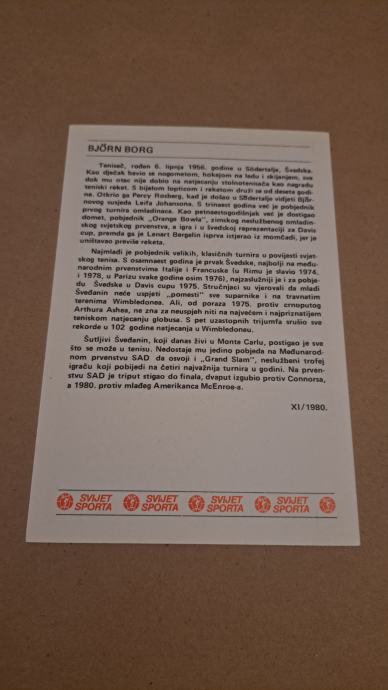 BJÖRN BORG
Tenisač, rođen 6. lipnja 1956. godine u Södertelje, Švedska.
Kao dječak bavio se nogometom, hokejom na ledu i skijanjem, sve
dok mu otac nije dobio na natjecanju stolnotenisača kao nagradu
teniski reket. S bijelom lopticom i reketom druži se od desete godi-
ne. Otkrio ga Percy Rosberg, kad je došao u Södertelje vidjeti Björ-
novog susjeda Leifa Johansona. S trinaest godina već je pobjednik
prvog turnira omladinaca. Kao petnaestogodišnjak već je dostigao
domet, pobjednik „Orange Bowla", zimskog neslužbenog omladin-
skog svjetskog prvenstva, a igra i u švedskoj reprezentaciji za Davis
cup, premda ga je Lenart Bergelin isprva istjerao iz momčadi, jer je
uništavao previše reketa.
Najmlađi je pobjednik velikih, klasičnih turnira u povijesti svjet-
skog tenisa. S osamnaest godina je prvak Švedske, najbolji na među-
narodnim prvenstvima Italije i Francuske (u Rimu je slavio 1974.
i 1978, u Parizu svake godine osim 1976), najzaslužniji je i za pobje-
du Švedske u Davis cupu 1975. Stručnjaci su vjerovali da mladi
Šveđanin neće uspjeti „pomesti" sve suparnike i na travnatim
terenima Wimbledonea. Ali, od poraza 1975. protiv crnoputog
Arthura Ashea, ne zna za neuspjeh niti na najvećem i najpriznatijem
teniskom natjecanju globusa. S pet uzastopnih trijumfa srušio sve
rekorde u 102 godine natjecanja u Wimbledoneu.
Šutljivi Šveđanin, koji danas živi u Monte Carlu, postigao je sve
što se može u tenisu. Nedostaje mu jedino pobjeda na Međunarod-
nom prvenstvu SAD da osvoji i „Grand Slam", neslužbeni trofej
igraču koji pobijedi na četiri najvažnija turnira u godini. Na prven-
stvu SAD je triput stigao do finala, dvaput izgubio protiv Connorsa,
a 1980. protiv mlađeg Amerikanca McEnroe-a.
XI/1980.
SVIJET SPORTA SVIJET SPORTA SVIJET SPORTA SVIJET SPORTA